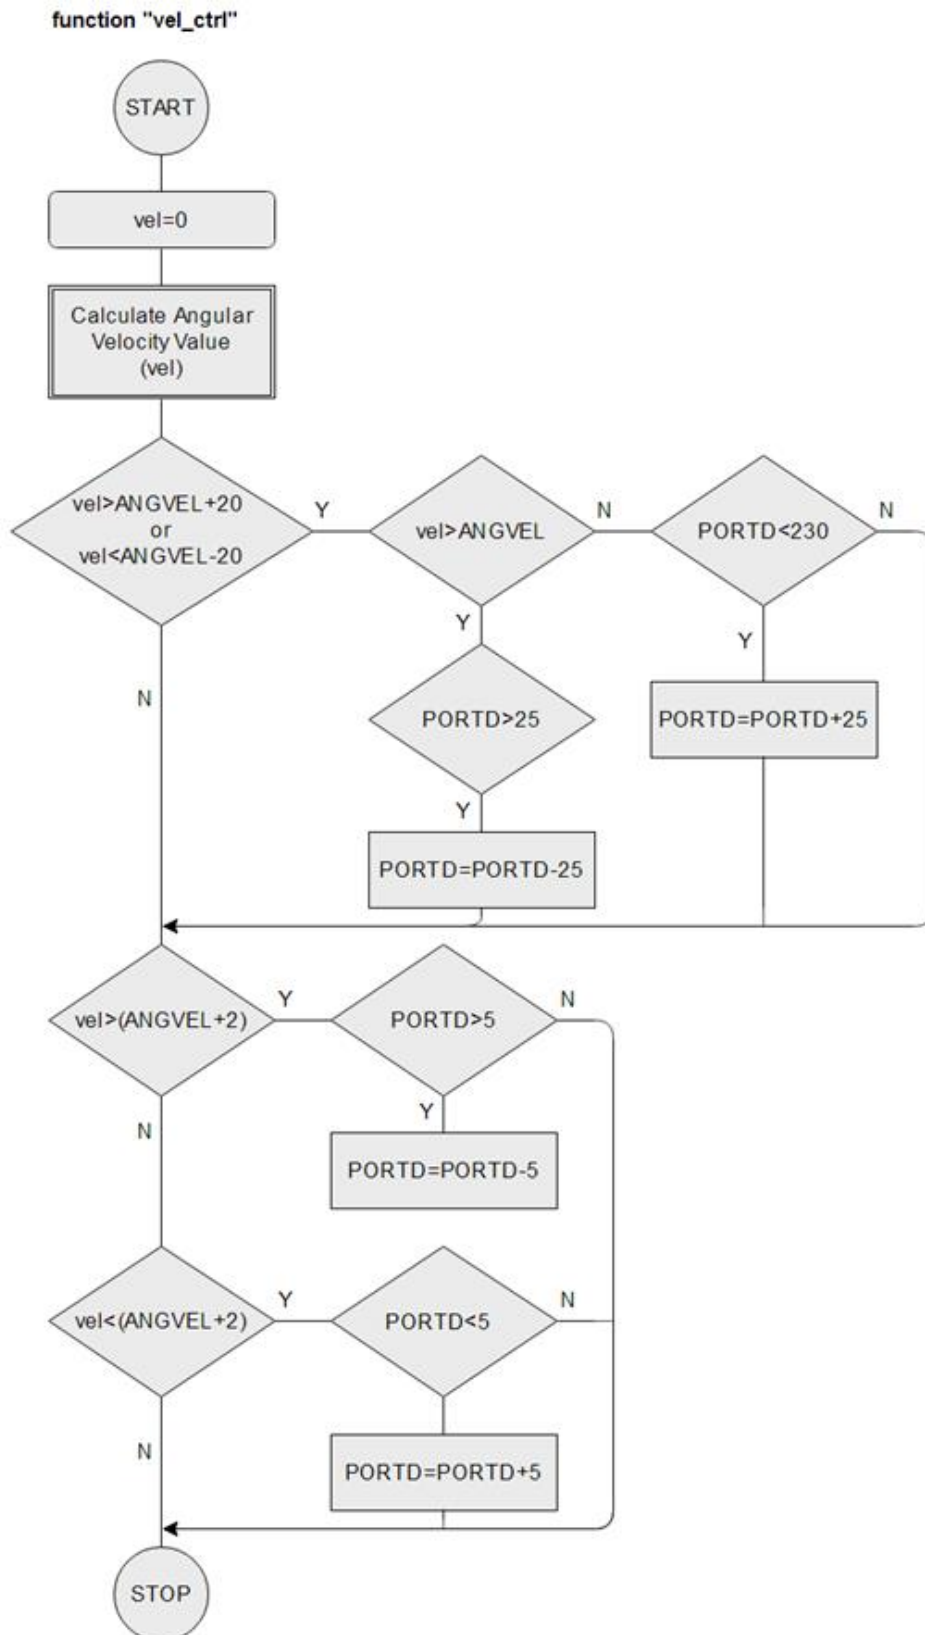 function "vel_ctrl"
START
vel=0
Calculate Angular
Velocity Value
(vel)
vel>ANGVEL+20
or
vel<ANGVEL-20
Y
vel>ANGVEL
N
PORTD<230
N
Y
Y
N
PORTD>25
PORTD=PORTD+25
Y
PORTD=PORTD-25
vel>(ANGVEL+2)
Y
PORTD>5
N
Y
N
PORTD=PORTD-5
vel<(ANGVEL+2)
Y
PORTD<5
N
N
PORTD=PORTD+5
STOP